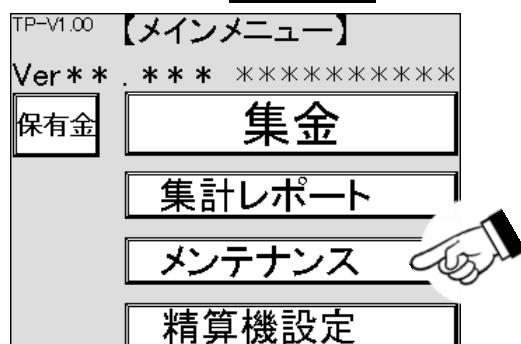 TP-V1.00 【メインメニュー】
Ver**.*** **********
保有金 集金
集計レポート
メンテナンス
精算機設定